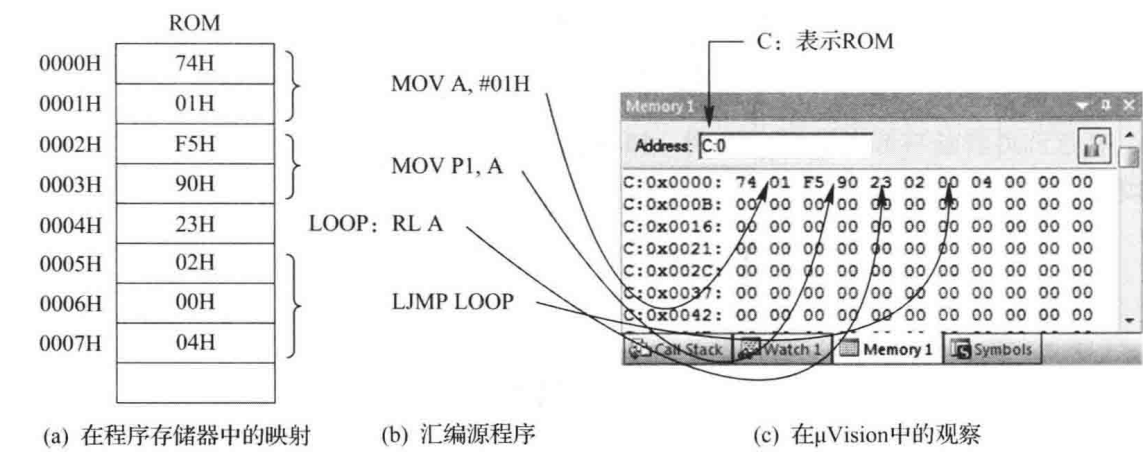 ROM
0000H 74H
0001H 01H
0002H F5H
0003H 90H
0004H 23H
0005H 02H
0006H 00H
0007H 04H
(a) 在程序存储器中的映射
MOV A, #01H
MOV P1, A
LOOP: RL A
LJMP LOOP
(b) 汇编源程序
C: 表示ROM
Memory 1
Address: C:0
C:0x0000: 74 01 F5 90 23 02 00 04 00 00 00
C:0x000B: 00 00 00 00 00 00 00 00 00 00 00
C:0x0016: 00 00 00 00 00 00 00 00 00 00 00
C:0x0021: 00 00 00 00 00 00 00 00 00 00 00
C:0x002C: 00 00 00 00 00 00 00 00 00 00 00
C:0x0037: 00 00 00 00 00 00 00 00 00 00 00
C:0x0042: 00 00 00 00 00 00 00 00 00 00 00
Call Stack Watch 1 Memory 1 Symbols
(c) 在μVision中的观察